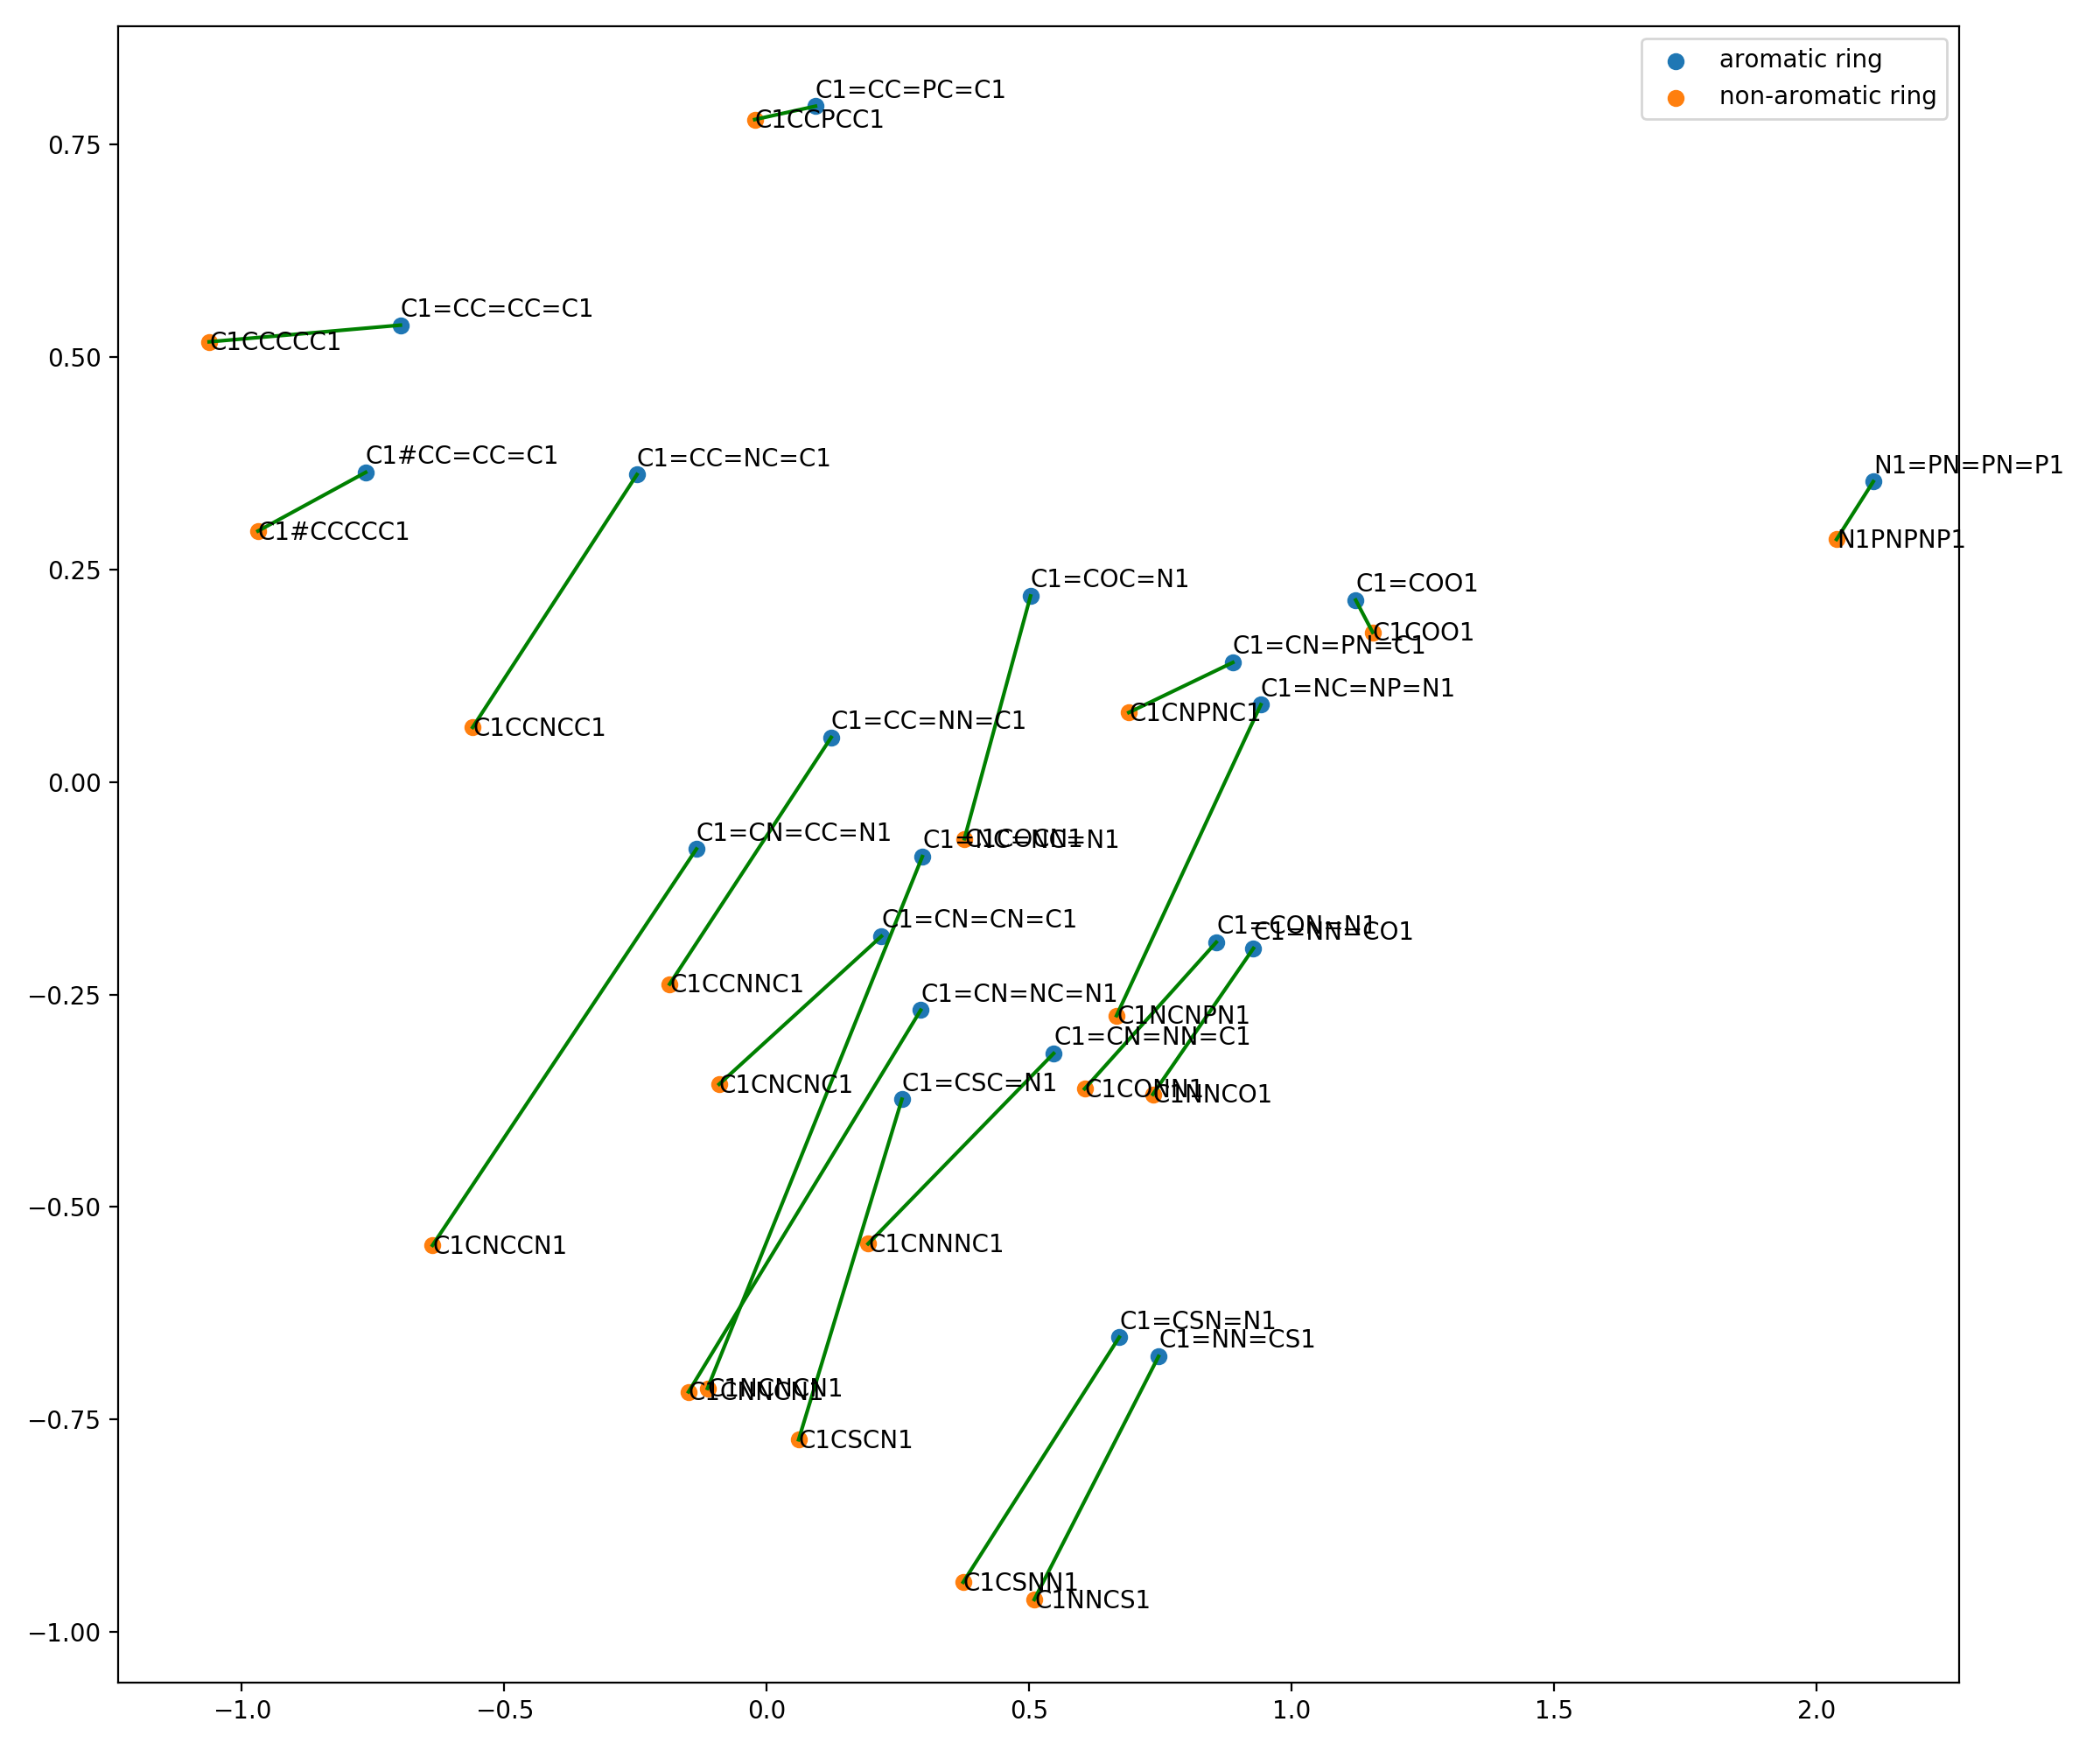 aromatic ring
non-aromatic ring
C1=CC=PC=C1
C1CCPCC1
C1=CC=CC=C1
C1CCCCC1
C1#CC=CC=C1
C1=CC=NC=C1
N1=PN=PN=P1
C1#CCCCC1
N1PNPNP1
C1=COC=N1
C1=COO1
C1COO1
C1=CN=PN=C1
C1=NC=NP=N1
C1CNPNC1
C1CCNCC1
C1=CC=NN=C1
C1=CN=CC=N1
C1=NC=NC=N1
C1COCN1
C1=CN=CN=C1
C1=CON=N1
C1=NN=CO1
C1CCNNC1
C1=CN=NC=N1
C1NCNPN1
C1=CN=NN=C1
C1CNCNC1
C1=CSC=N1
C1CONN1
C1NNCO1
C1CNCCN1
C1CNNNC1
C1=CSN=N1
C1=NN=CS1
C1CNNCN1
C1NCNCN1
C1CSCN1
C1CSNN1
C1NNCS1
0.75
0.50
0.25
0.00
−0.25
−0.50
−0.75
−1.00
−1.0
−0.5
0.0
0.5
1.0
1.5
2.0